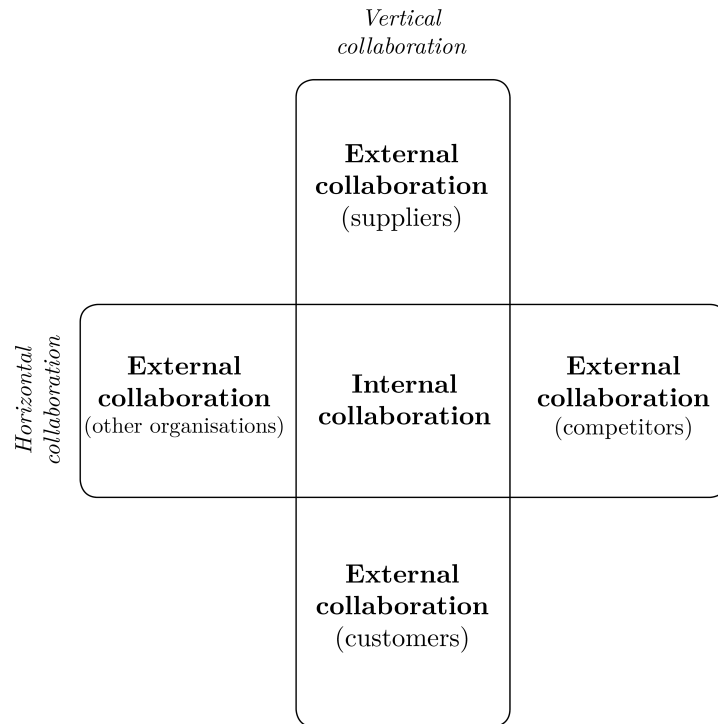 Vertical
collaboration
External
collaboration
(suppliers)
Horizontal
collaboration
External
collaboration
(other organisations)
Internal
collaboration
External
collaboration
(competitors)
External
collaboration
(customers)